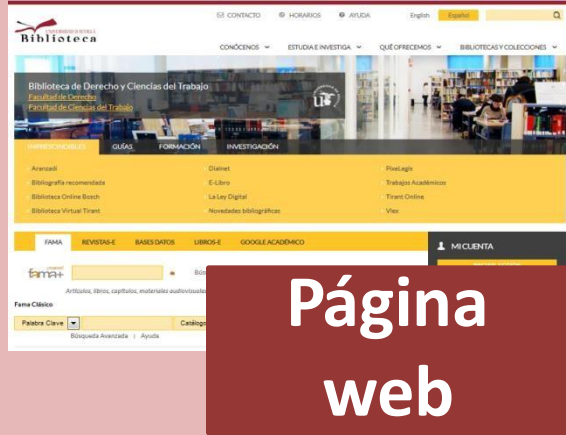 CONTACTO HORARIOS AYUDA English Español
UNIVERSIDAD DE SEVILLA
Biblioteca
CONÓCENOS ESTUDIA E INVESTIGA QUÉ OFRECEMOS BIBLIOTECAS Y COLECCIONES
Biblioteca de Derecho y Ciencias del Trabajo
Facultad de Derecho
Facultad de Ciencias del Trabajo
IMPRESCINDIBLES GUÍAS FORMACIÓN INVESTIGACIÓN
Aranzadi Dialnet PixeLegis
Bibliografía recomendada E-Libro Trabajos Académicos
Biblioteca Online Bosch La Ley Digital Tirant Online
Biblioteca Virtual Tirant Novedades bibliográficas Vlex
FAMA REVISTAS-E BASES DATOS LIBROS-E GOOGLE ACADÉMICO
MI CUENTA
fama+
Artículos, libros, capítulos, materiales audiovisuales
Fama Clásico
Palabra Clave Catálogo
Búsqueda Avanzada | Ayuda
Página
web